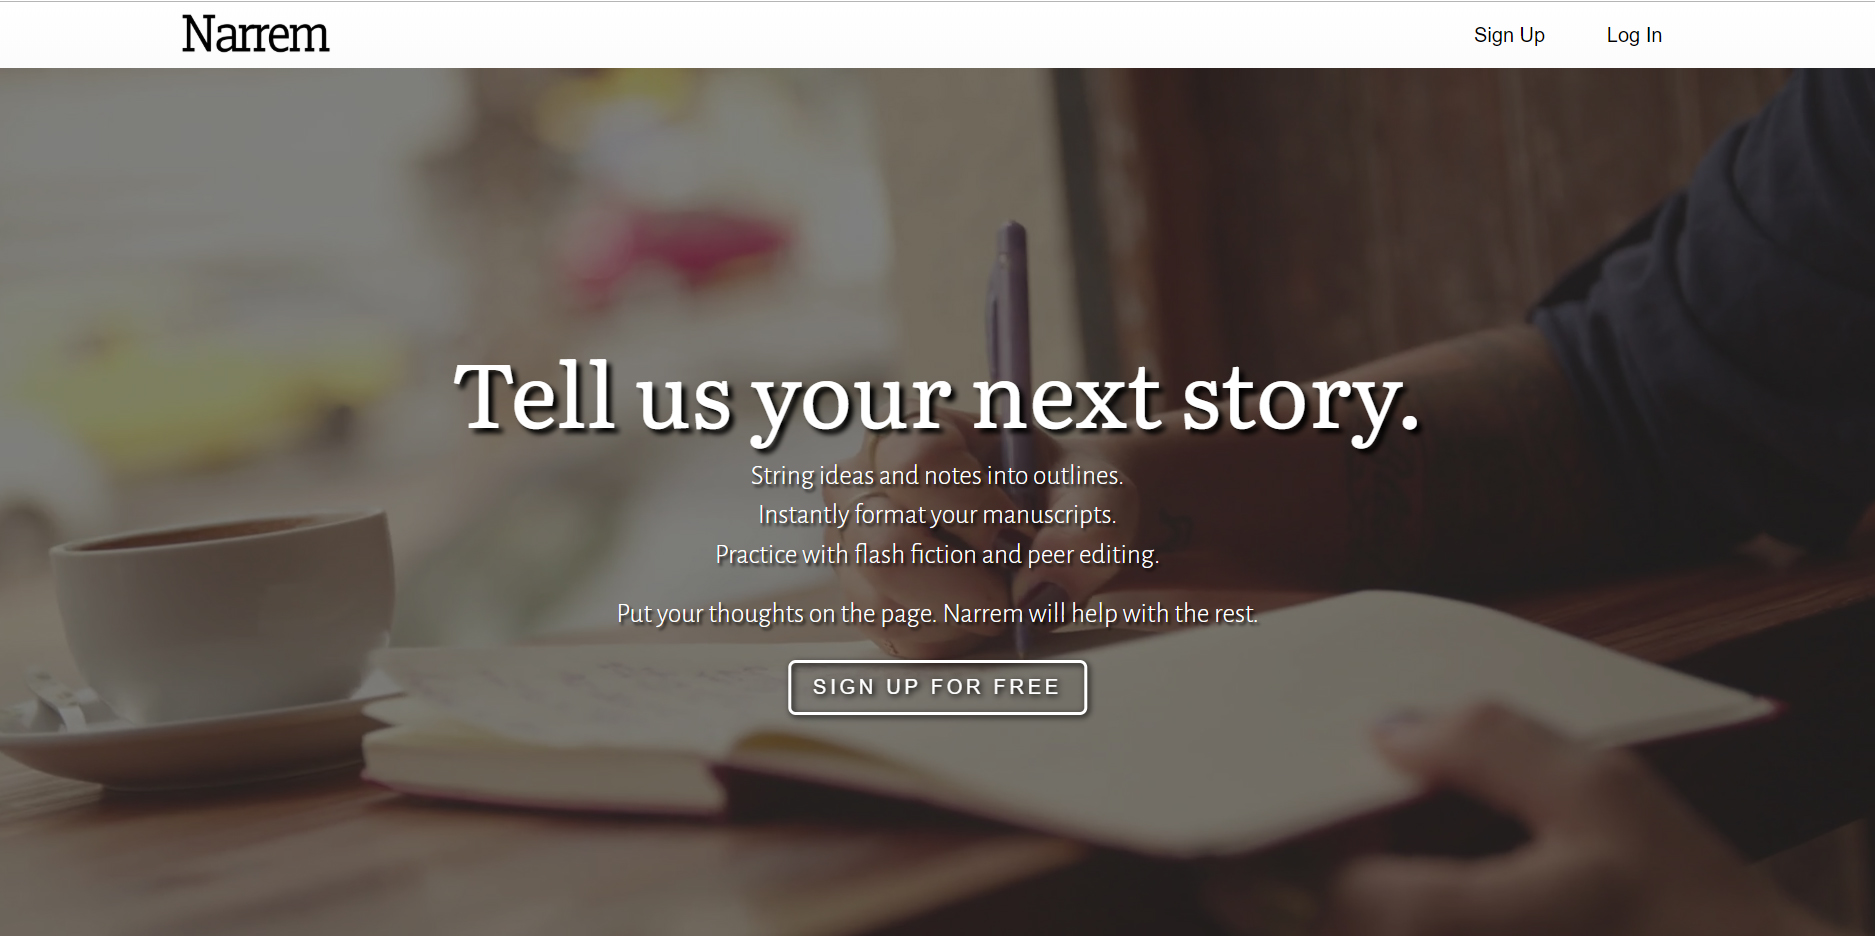 Narrem
Sign Up
Log In
Tell us your next story.
String ideas and notes into outlines.
Instantly format your manuscripts.
Practice with flash fiction and peer editing.
Put your thoughts on the page. Narrem will help with the rest.
SIGN UP FOR FREE